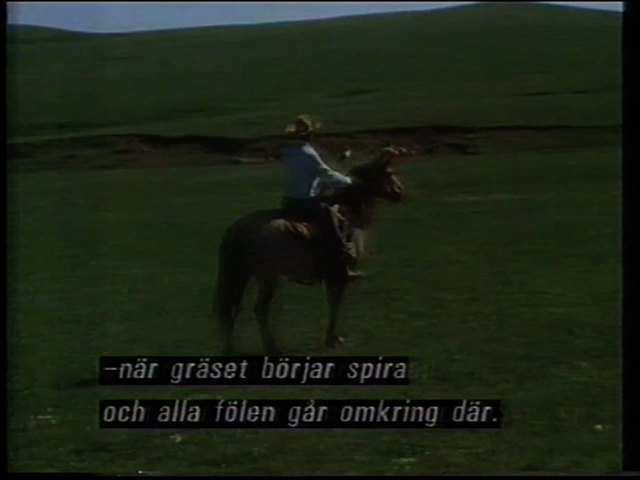 -när gräset börjar spira
och alla fölen går omkring där.